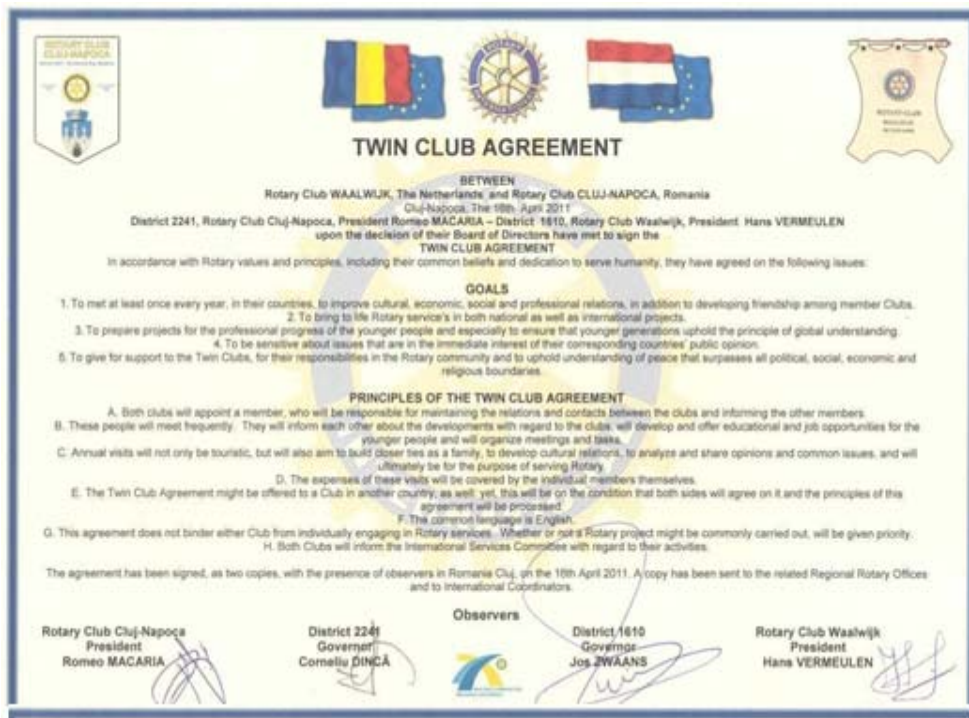 ROTARY CLUB
CLUJ-NAPOCA
ROTARY
ROTARY CLUB
TWIN CLUB AGREEMENT
BETWEEN
Rotary Club WAALWIJK, The Netherlands and Rotary Club CLUJ-NAPOCA, Romania
Cluj-Napoca, The 16th April 2011
District 2241, Rotary Club Cluj-Napoca, President Romeo MACARIA – District 1610, Rotary Club Waalwijk, President Hans VERMEULEN
upon the decision of their Board of Directors have met to sign the
TWIN CLUB AGREEMENT
In accordance with Rotary values and principles, including their common beliefs and dedication to serve humanity, they have agreed on the following issues:
GOALS
1. To met at least once every year, in their countries, to improve cultural, economic, social and professional relations, in addition to developing friendship among member Clubs.
2. To bring to life Rotary service's in both national as well as international projects.
3. To prepare projects for the professional progress of the younger people and especially to ensure that younger generations uphold the principle of global understanding.
4. To be sensitive about issues that are in the immediate interest of their corresponding countries' public opinion.
5. To give for support to the Twin Clubs, for their responsibilities in the Rotary community and to uphold understanding of peace that surpasses all political, social, economic and
religious boundaries.
PRINCIPLES OF THE TWIN CLUB AGREEMENT
A. Both clubs will appoint a member, who will be responsible for maintaining the relations and contacts between the clubs and informing the other members.
B. These people will meet frequently. They will inform each other about the developments with regard to the clubs, will develop and offer educational and job opportunities for the
younger people and will organize meetings and tasks.
C. Annual visits will not only be touristic, but will also aim to build closer ties as a family, to develop cultural relations, to analyze and share opinions and common issues, and will
ultimately be for the purpose of serving Rotary.
D. The expenses of these visits will be covered by the individual members themselves.
E. The Twin Club Agreement might be offered to a Club in another country, as well, yet, this will be on the condition that both sides will agree on it and the principles of this
agreement will be processed.
F. The common language is English.
G. This agreement does not binder either Club from individually engaging in Rotary services. Whether or not a Rotary project might be commonly carried out, will be given priority.
H. Both Clubs will inform the International Services Committee with regard to their activities.
The agreement has been signed, as two copies, with the presence of observers in Romania Cluj, on the 16th April 2011. A copy has been sent to the related Regional Rotary Offices
and to International Coordinators.
Observers
Rotary Club Cluj-Napoca District 2241 District 1610 Rotary Club Waalwijk
President Governor Governor President
Romeo MACARIA Corneliu DINCĂ Jos ZWAANS Hans VERMEULEN